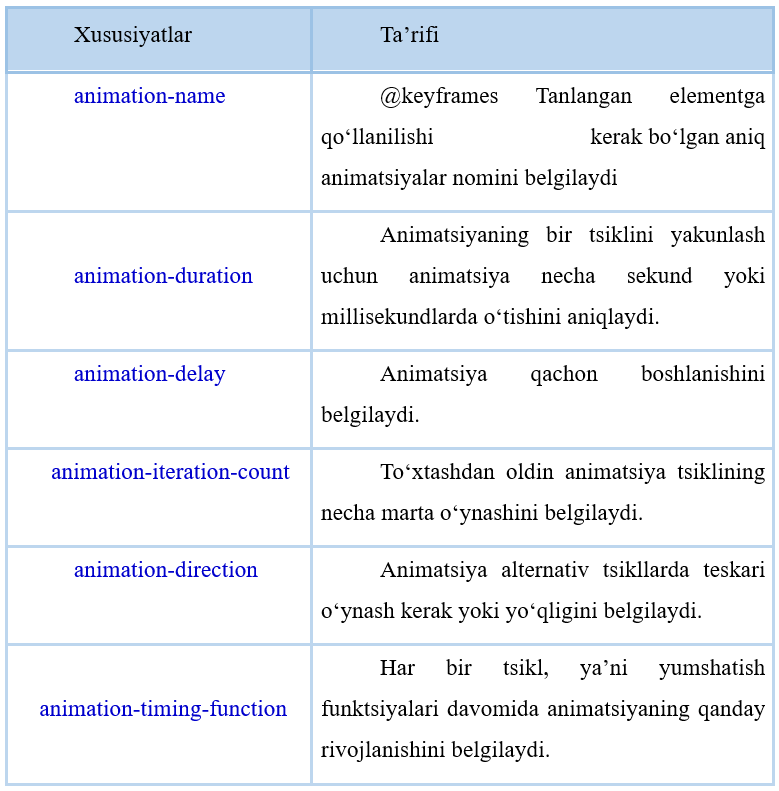 Xususiyatlar
Ta’rifi
animation-name
@keyframes Tanlangan elementga
qo‘llanilishi kerak bo‘lgan aniq
animatsiyalar nomini belgilaydi
animation-duration
Animatsiyaning bir tsiklini yakunlash
uchun animatsiya necha sekund yoki
millisekundlarda o‘tishini aniqlaydi.
animation-delay
Animatsiya qachon boshlanishini
belgilaydi.
animation-iteration-count
To‘xtashdan oldin animatsiya tsiklining
necha marta o‘ynashini belgilaydi.
animation-direction
Animatsiya alternativ tsikllarda teskari
o‘ynash kerak yoki yo‘qligini belgilaydi.
animation-timing-function
Har bir tsikl, ya’ni yumshatish
funktsiyalari davomida animatsiyaning qanday
rivojlanishini belgilaydi.